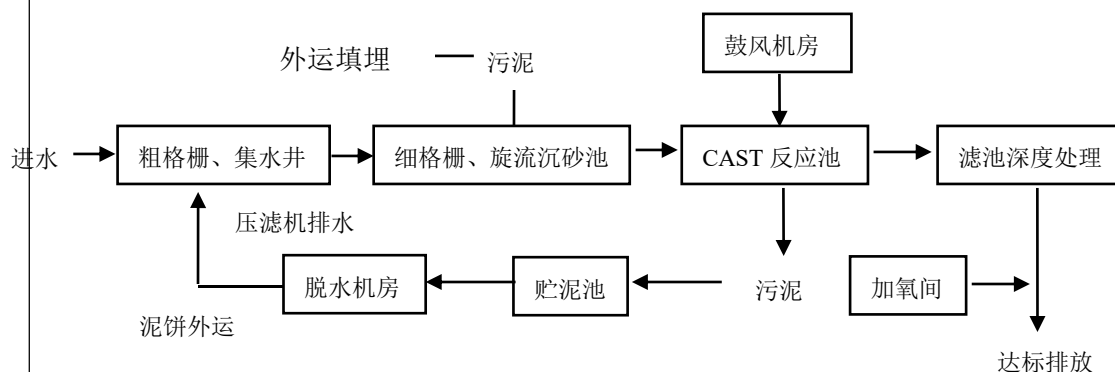 鼓风机房
外运填埋
污泥
进水
粗格栅、集水井
细格栅、旋流沉砂池
CAST 反应池
滤池深度处理
压滤机排水
脱水机房
贮泥池
污泥
加氧间
泥饼外运
达标排放